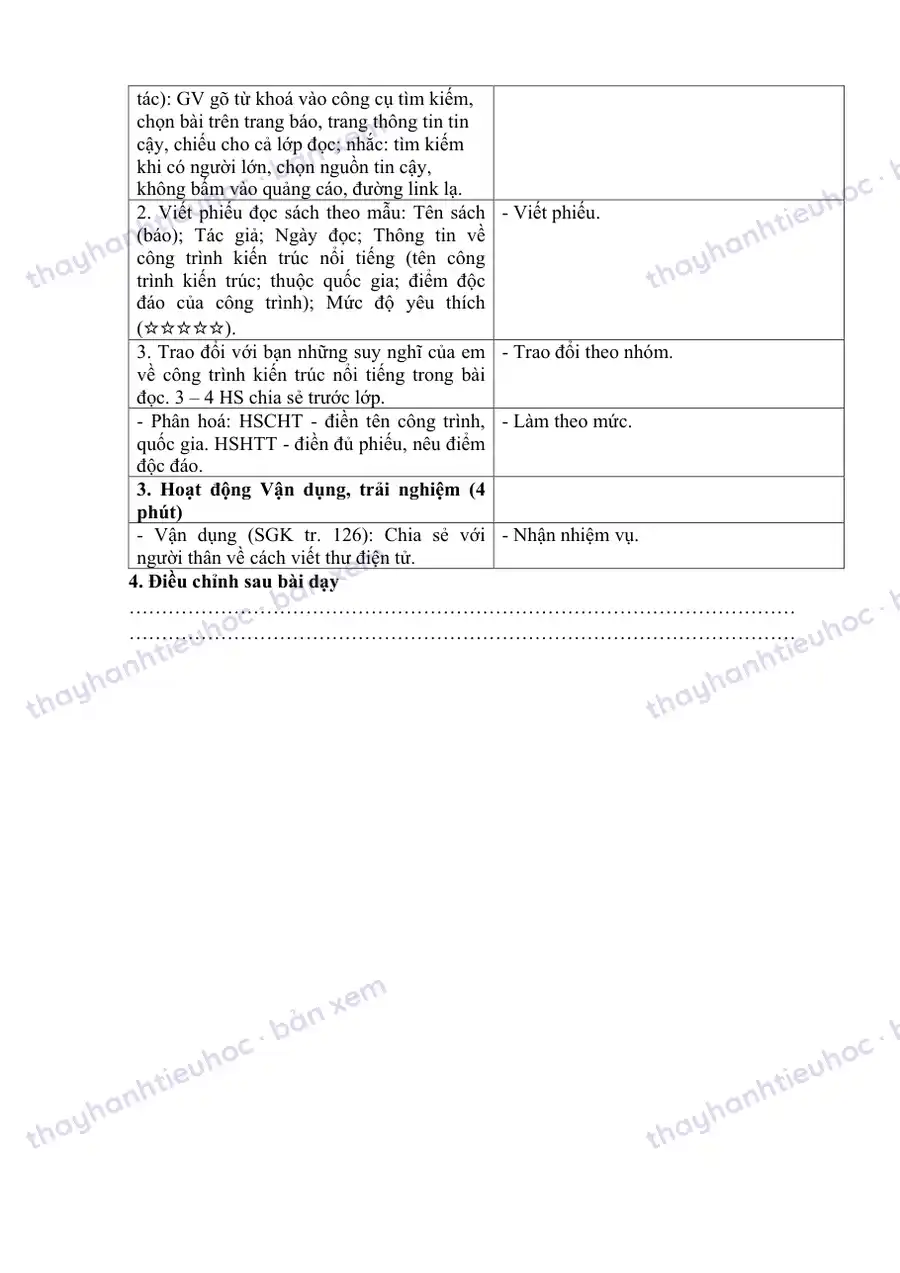 tác): GV gõ từ khoá vào công cụ tìm kiếm,
chọn bài trên trang báo, trang thông tin tin
cậy, chiếu cho cả lớp đọc; nhắc: tìm kiếm
khi có người lớn, chọn nguồn tin cậy,
không bấm vào quảng cáo, đường link lạ.
2. Viết phiếu đọc sách theo mẫu: Tên sách
(báo); Tác giả; Ngày đọc; Thông tin về
công trình kiến trúc nổi tiếng (tên công
trình kiến trúc; thuộc quốc gia; điểm độc
đáo của công trình); Mức độ yêu thích
(☆☆☆☆☆).
- Viết phiếu.
3. Trao đổi với bạn những suy nghĩ của em
về công trình kiến trúc nổi tiếng trong bài
đọc. 3 – 4 HS chia sẻ trước lớp.
- Trao đổi theo nhóm.
- Phân hoá: HSCHT - điền tên công trình,
quốc gia. HSHTT - điền đủ phiếu, nêu điểm
độc đáo.
- Làm theo mức.
3. Hoạt động Vận dụng, trải nghiệm (4
phút)
- Vận dụng (SGK tr. 126): Chia sẻ với
người thân về cách viết thư điện tử.
- Nhận nhiệm vụ.
4. Điều chỉnh sau bài dạy
…………………………………………………………………………………………
…………………………………………………………………………………………
thayhanhtieuhoc · bản xem
thayhanhtieuhoc · b
thayhanhtieuhoc · bản xem
thayhanhtieuhoc · b
thayhanhtieuhoc · bản xem
thayhanhtieuhoc · b